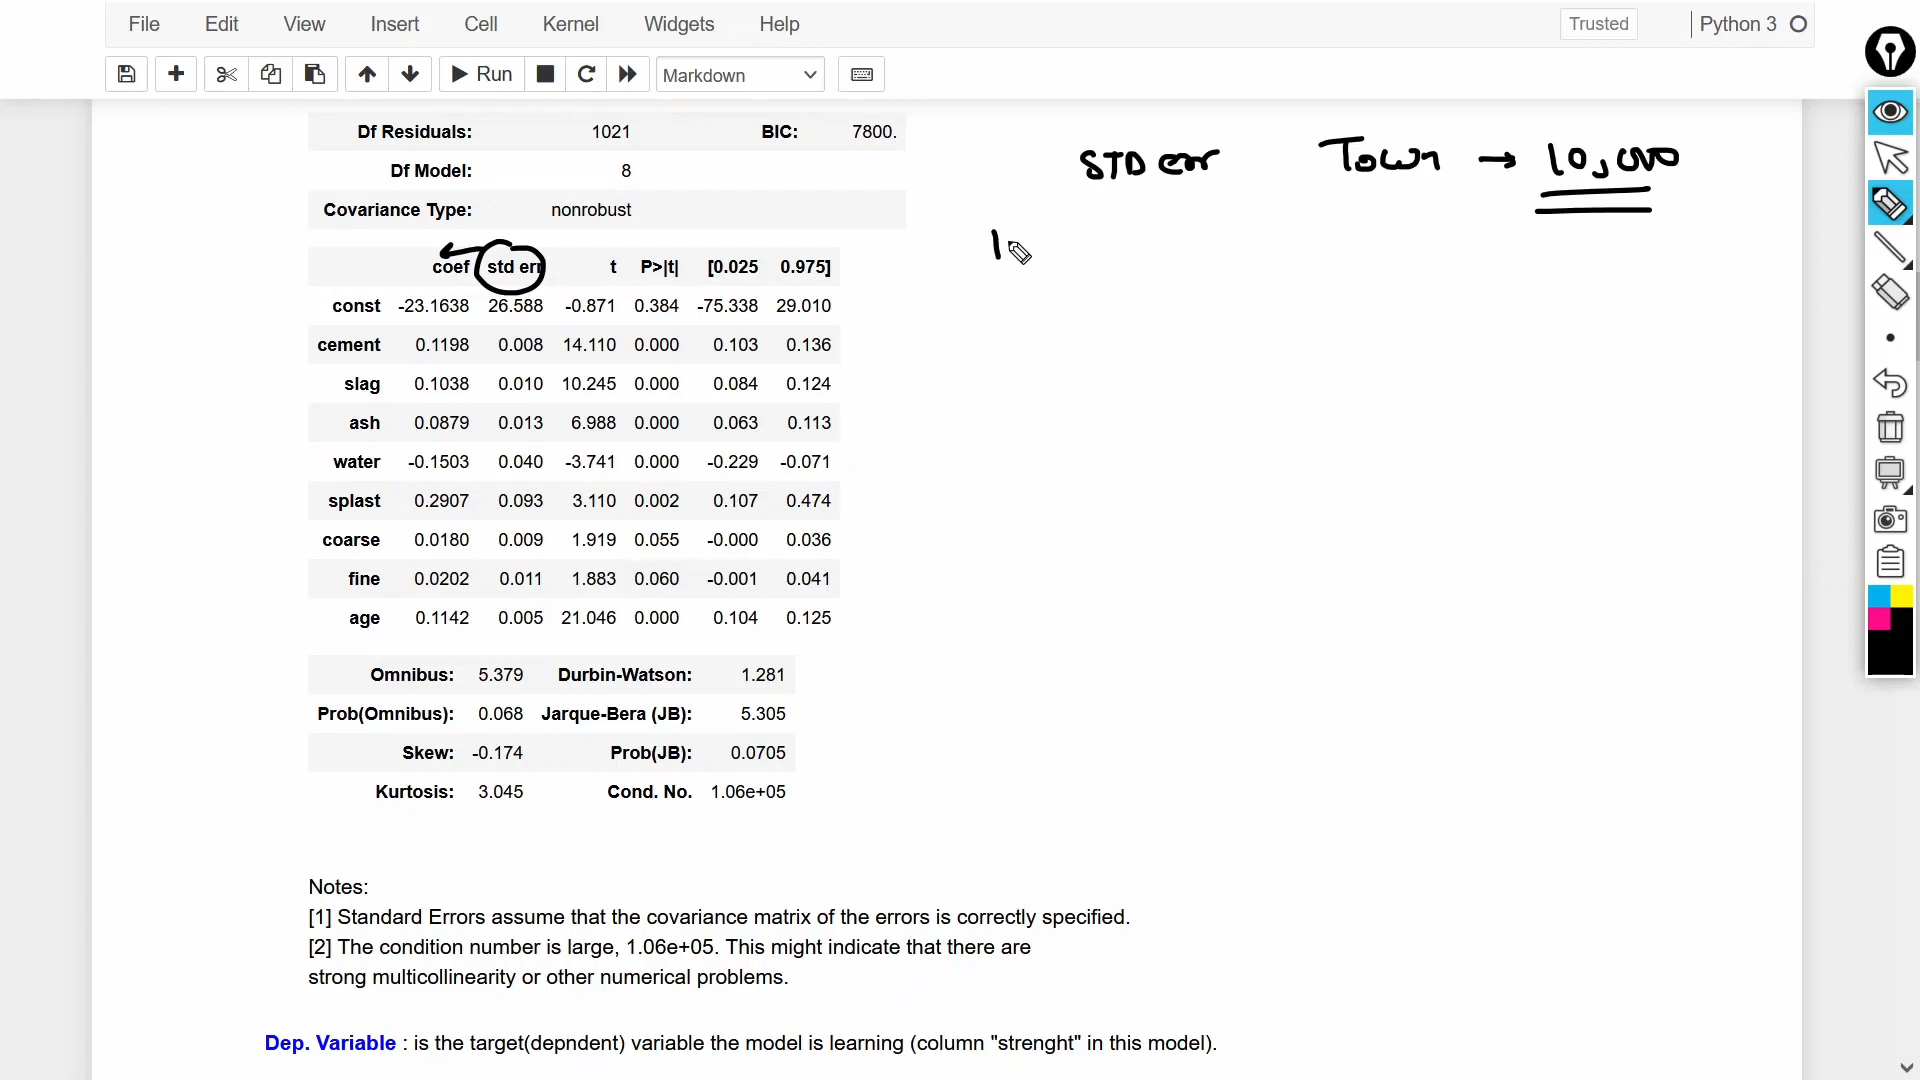 File Edit View Insert Cell Kernel Widgets Help Trusted Python 3
Run Markdown
Df Residuals: 1021 BIC: 7800.
Df Model: 8
Covariance Type: nonrobust
STD err Town → 10,000
coef std err t P>|t| [0.025 0.975]
const -23.1638 26.588 -0.871 0.384 -75.338 29.010
cement 0.1198 0.008 14.110 0.000 0.103 0.136
slag 0.1038 0.010 10.245 0.000 0.084 0.124
ash 0.0879 0.013 6.988 0.000 0.063 0.113
water -0.1503 0.040 -3.741 0.000 -0.229 -0.071
splast 0.2907 0.093 3.110 0.002 0.107 0.474
coarse 0.0180 0.009 1.919 0.055 -0.000 0.036
fine 0.0202 0.011 1.883 0.060 -0.001 0.041
age 0.1142 0.005 21.046 0.000 0.104 0.125
Omnibus: 5.379 Durbin-Watson: 1.281
Prob(Omnibus): 0.068 Jarque-Bera (JB): 5.305
Skew: -0.174 Prob(JB): 0.0705
Kurtosis: 3.045 Cond. No. 1.06e+05
Notes:
[1] Standard Errors assume that the covariance matrix of the errors is correctly specified.
[2] The condition number is large, 1.06e+05. This might indicate that there are
strong multicollinearity or other numerical problems.
Dep. Variable : is the target(depndent) variable the model is learning (column "strenght" in this model).